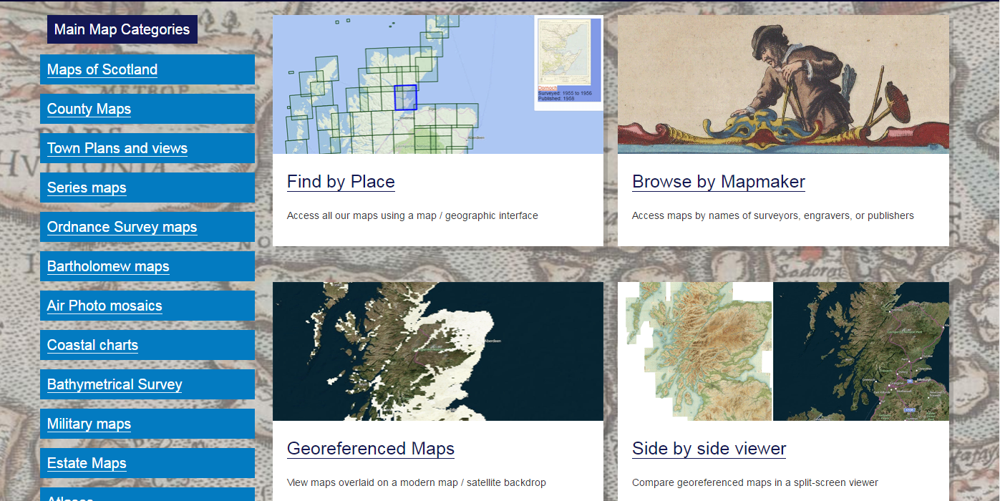 Main Map Categories
Maps of Scotland
County Maps
Town Plans and views
Series maps
Ordnance Survey maps
Bartholomew maps
Air Photo mosaics
Coastal charts
Bathymetrical Survey
Military maps
Estate Maps
Atlases
Dornoch
Surveyed: 1955 to 1956
Published: 1958
Aberdeen
Find by Place
Access all our maps using a map / geographic interface
Browse by Mapmaker
Access maps by names of surveyors, engravers, or publishers
Sadorm
Aberdeen
Georeferenced Maps
View maps overlaid on a modern map / satellite backdrop
Side by side viewer
Compare georeferenced maps in a split-screen viewer